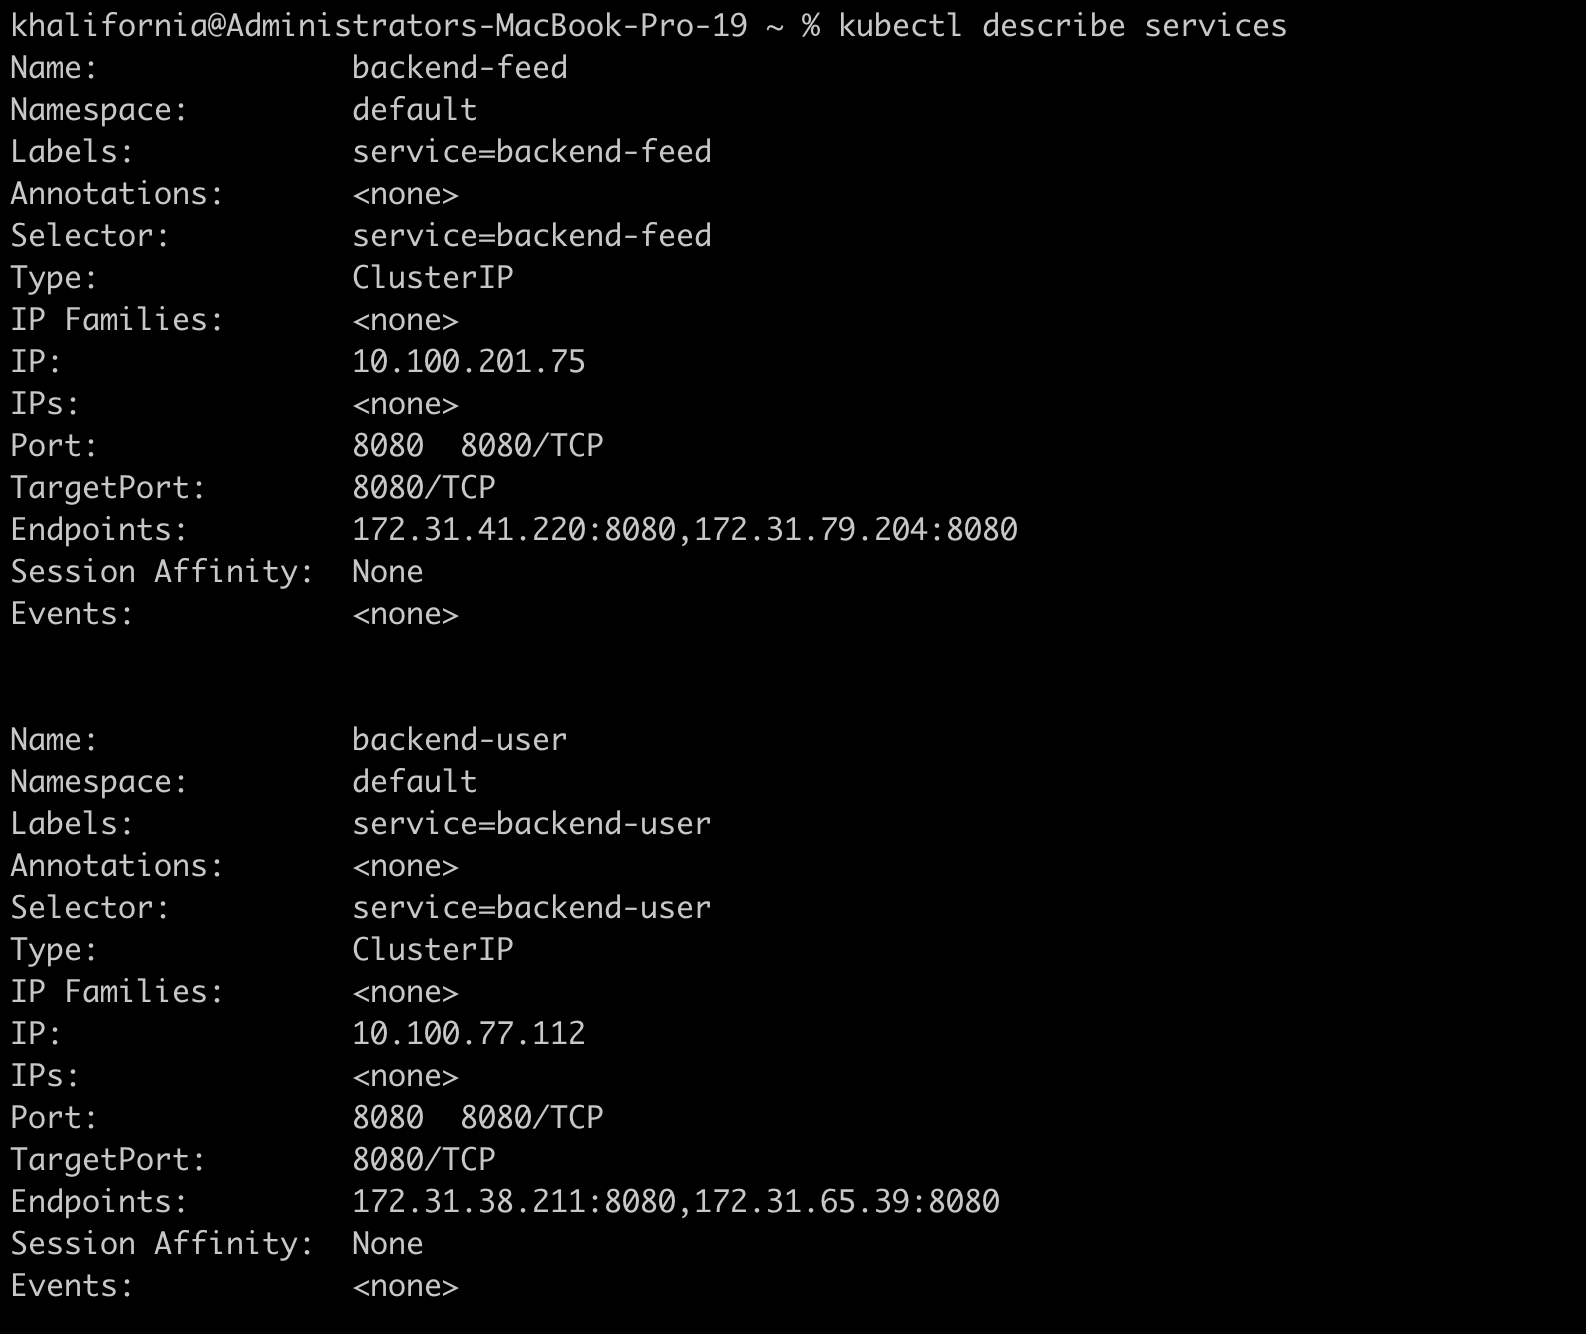 khalifornia@Administrators-MacBook-Pro-19 ~ % kubectl describe services
Name:              backend-feed
Namespace:         default
Labels:            service=backend-feed
Annotations:       <none>
Selector:          service=backend-feed
Type:              ClusterIP
IP Families:       <none>
IP:                10.100.201.75
IPs:               <none>
Port:              8080  8080/TCP
TargetPort:        8080/TCP
Endpoints:         172.31.41.220:8080,172.31.79.204:8080
Session Affinity:  None
Events:            <none>
Name:              backend-user
Namespace:         default
Labels:            service=backend-user
Annotations:       <none>
Selector:          service=backend-user
Type:              ClusterIP
IP Families:       <none>
IP:                10.100.77.112
IPs:               <none>
Port:              8080  8080/TCP
TargetPort:        8080/TCP
Endpoints:         172.31.38.211:8080,172.31.65.39:8080
Session Affinity:  None
Events:            <none>